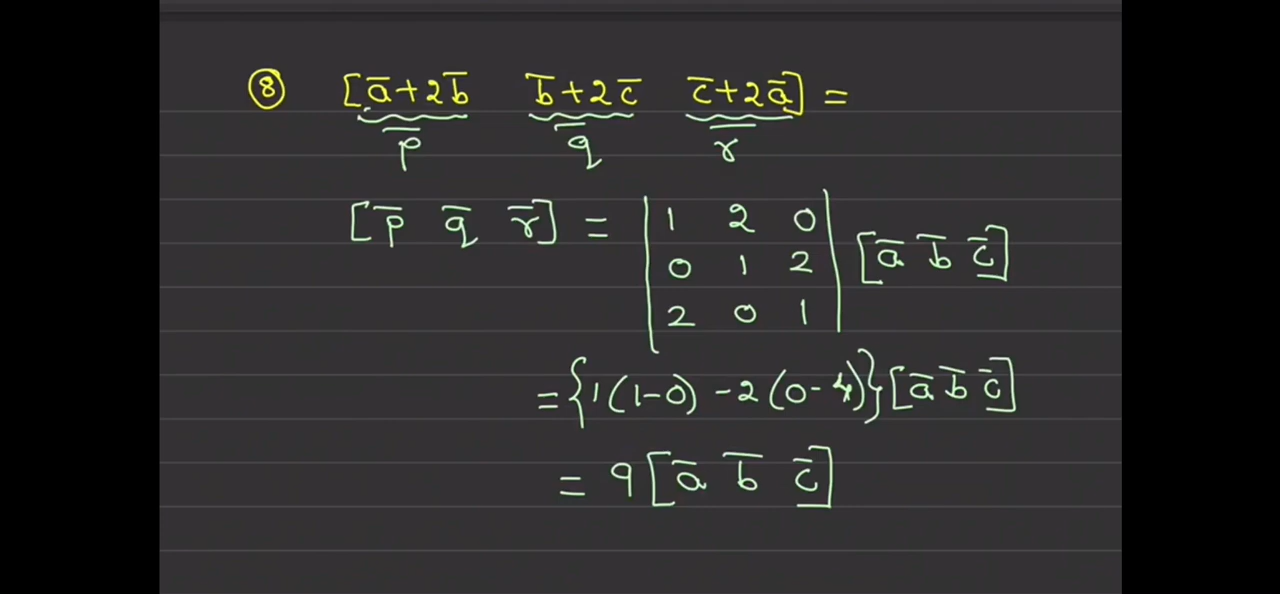 ⑧ [a̅+2b̅ b̅+2c̅ c̅+2a̅] =
p̅ q̅ r̅
[p̅ q̅ r̅] = | 1 2 0 | [a̅ b̅ c̅]
0 1 2
2 0 1
= {1(1-0) -2(0-4)} [a̅ b̅ c̅]
= 9 [a̅ b̅ c̅]